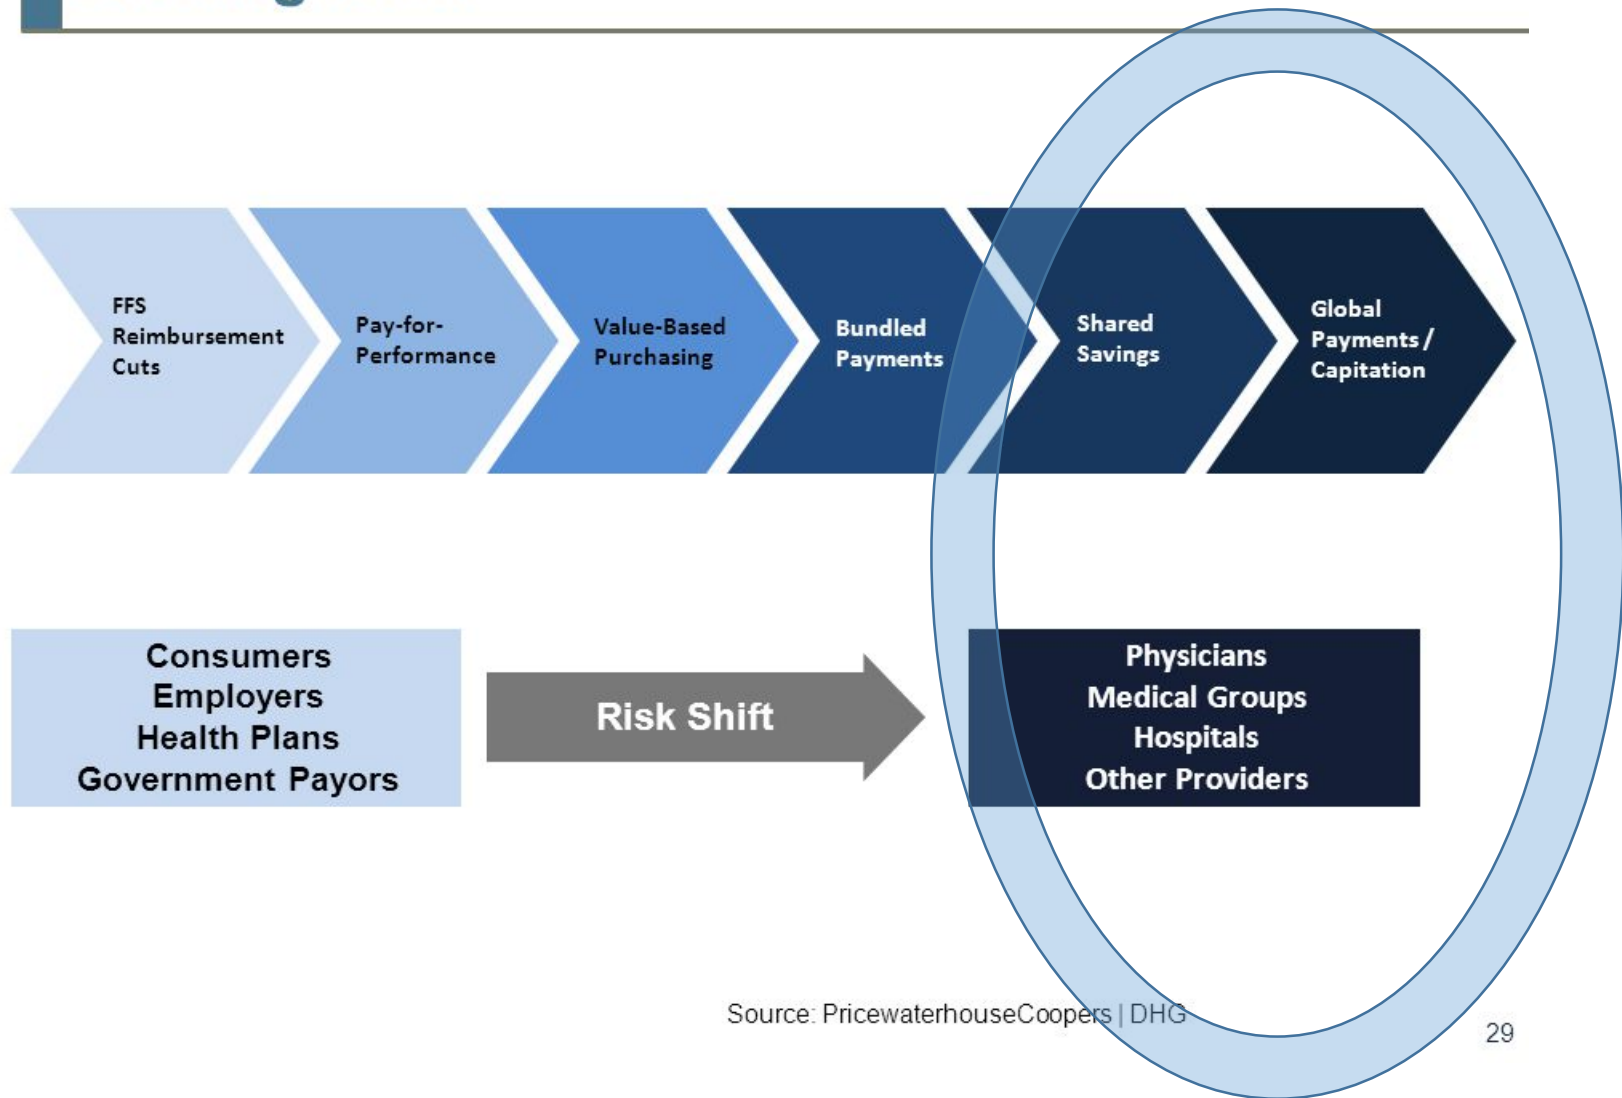 FFS
Reimbursement
Cuts
Pay-for-
Performance
Value-Based
Purchasing
Bundled
Payments
Shared
Savings
Global
Payments /
Capitation
Consumers
Employers
Health Plans
Government Payors
Risk Shift
Physicians
Medical Groups
Hospitals
Other Providers
Source: PricewaterhouseCoopers | DHG
29